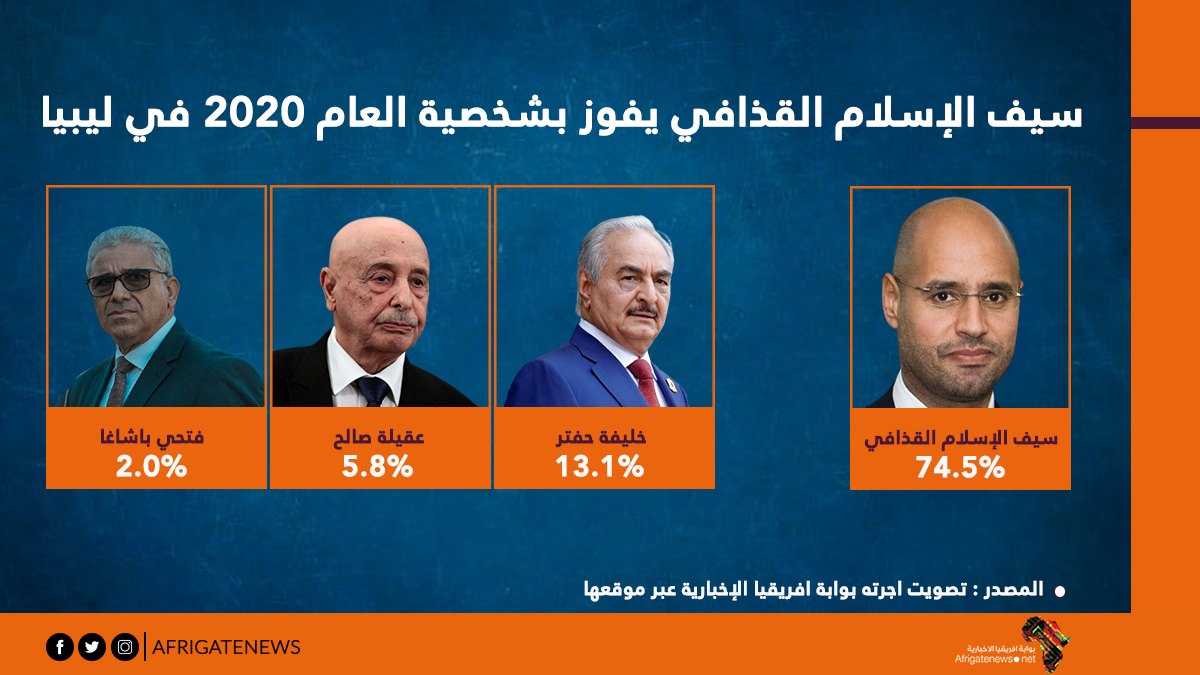 سيف الإسلام القذافي يفوز بشخصية العام 2020 في ليبيا
سيف الإسلام القذافي
74.5%
خليفة حفتر
13.1%
عقيلة صالح
5.8%
فتحي باشاغا
2.0%
المصدر : تصويت اجرته بوابة افريقيا الإخبارية عبر موقعها
بوابة افريقيا الاخبارية
Afrigatenews.net
AFRIGATENEWS